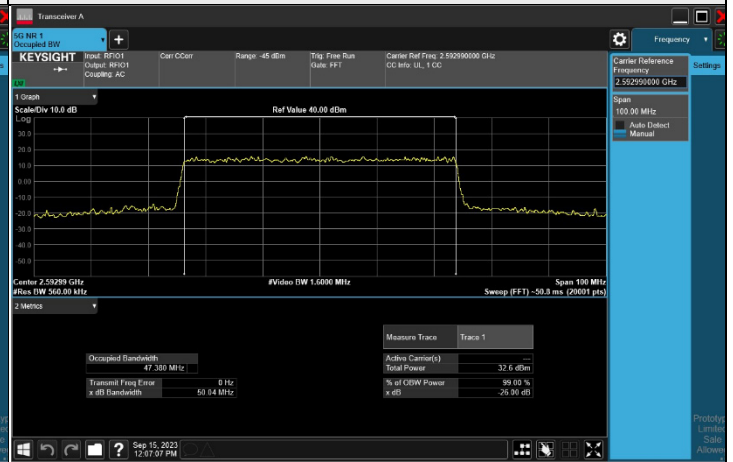 Transceiver A
5G NR 1
Occupied BW
Frequency
KEYSIGHT
Input: RFIO1
Output: RFIO1
Coupling: AC
Corr CCorr
Range: -45 dBm
Trig: Free Run
Gate: FFT
Carrier Ref Freq: 2.592990000 GHz
CC Info: UL, 1 CC
LW
Carrier Reference
Frequency
2.592990000 GHz
Settings
Span
100.00 MHz
Auto Detect
Manual
1 Graph
Scale/Div 10.0 dB
Ref Value 40.00 dBm
Log
30.0
20.0
10.0
0.00
-10.0
-20.0
-40.0
-50.0
Center 2.59299 GHz
#Video BW 1.6000 MHz
Span 100 MHz
#Res BW 560.00 kHz
Sweep (FFT) ~50.8 ms (20001 pts)
2 Metrics
Measure Trace
Trace 1
Occupied Bandwidth
47.380 MHz
Active Carrier(s)
---
Total Power
32.6 dBm
Transmit Freq Error
0 Hz
% of OBW Power
99.00 %
x dB Bandwidth
50.04 MHz
x dB
-26.00 dB
Sep 15, 2023
12:07:07 PM
Prototyp
Limited
Sale
Allowe